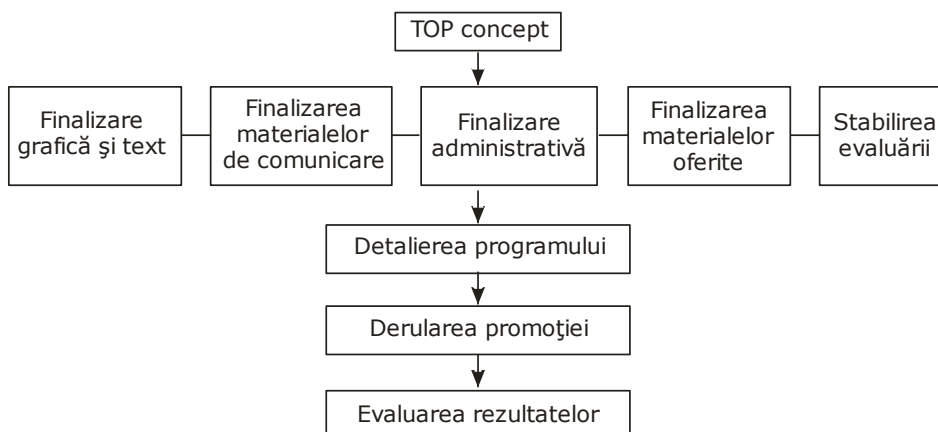 TOP concept
Finalizare
grafică şi text
Finalizarea
materialelor
de comunicare
Finalizare
administrativă
Finalizarea
materialelor
oferite
Stabilirea
evaluării
Detalierea programului
Derularea promoţiei
Evaluarea rezultatelor